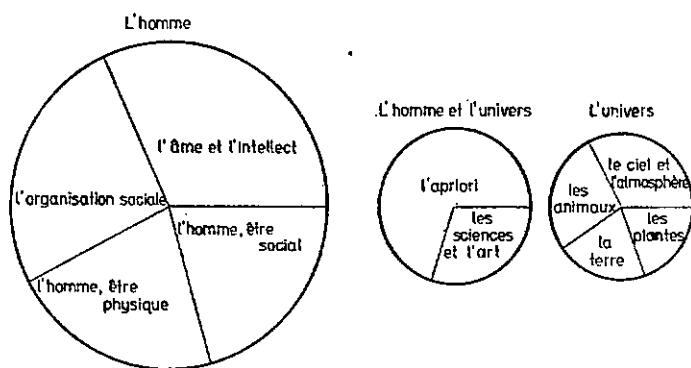 L'homme
l'âme et l'intellect
l'organisation sociale
l'homme, être
social
l'homme, être
physique
L'homme et l'univers
l'apriori
les
sciences
et l'art
L'univers
le ciel et
l'atmosphère
les
animaux
les
plantes
la
terre